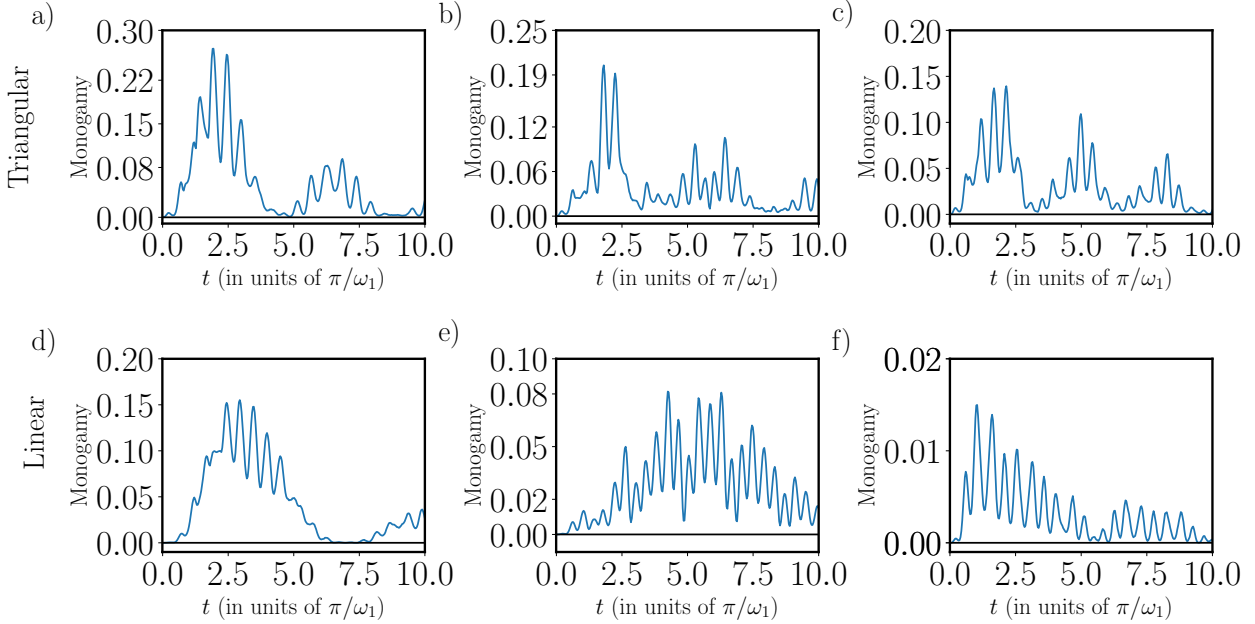 a)
b)
c)
Triangular
Monogamy
0.30
0.22
0.15
0.08
0.00
0.0 2.5 5.0 7.5 10.0
t (in units of π/ω₁)
Monogamy
0.25
0.19
0.12
0.06
0.00
0.0 2.5 5.0 7.5 10.0
t (in units of π/ω₁)
Monogamy
0.20
0.15
0.10
0.05
0.00
0.0 2.5 5.0 7.5 10.0
t (in units of π/ω₁)
d)
e)
f)
Linear
Monogamy
0.20
0.15
0.10
0.05
0.00
0.0 2.5 5.0 7.5 10.0
t (in units of π/ω₁)
Monogamy
0.10
0.08
0.05
0.02
0.00
0.0 2.5 5.0 7.5 10.0
t (in units of π/ω₁)
Monogamy
0.02
0.01
0.00
0.0 2.5 5.0 7.5 10.0
t (in units of π/ω₁)